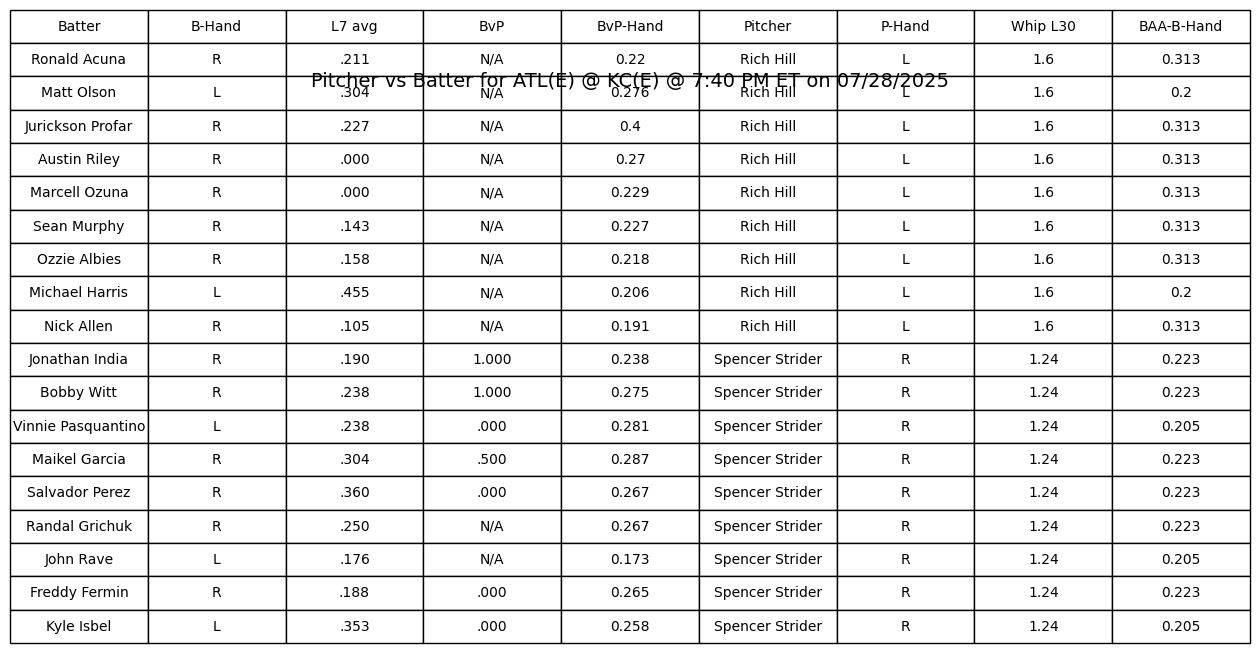 Batter B-Hand L7 avg BvP BvP-Hand Pitcher P-Hand Whip L30 BAA-B-Hand
Ronald Acuna R .211 N/A 0.22 Rich Hill L 1.6 0.313
Pitcher vs Batter for ATL(E) @ KC(E) @ 7:40 PM ET on 07/28/2025
Matt Olson L .304 N/A 0.276 Rich Hill L 1.6 0.2
Jurickson Profar R .227 N/A 0.4 Rich Hill L 1.6 0.313
Austin Riley R .000 N/A 0.27 Rich Hill L 1.6 0.313
Marcell Ozuna R .000 N/A 0.229 Rich Hill L 1.6 0.313
Sean Murphy R .143 N/A 0.227 Rich Hill L 1.6 0.313
Ozzie Albies R .158 N/A 0.218 Rich Hill L 1.6 0.313
Michael Harris L .455 N/A 0.206 Rich Hill L 1.6 0.2
Nick Allen R .105 N/A 0.191 Rich Hill L 1.6 0.313
Jonathan India R .190 1.000 0.238 Spencer Strider R 1.24 0.223
Bobby Witt R .238 1.000 0.275 Spencer Strider R 1.24 0.223
Vinnie Pasquantino L .238 .000 0.281 Spencer Strider R 1.24 0.205
Maikel Garcia R .304 .500 0.287 Spencer Strider R 1.24 0.223
Salvador Perez R .360 .000 0.267 Spencer Strider R 1.24 0.223
Randal Grichuk R .250 N/A 0.267 Spencer Strider R 1.24 0.223
John Rave L .176 N/A 0.173 Spencer Strider R 1.24 0.205
Freddy Fermin R .188 .000 0.265 Spencer Strider R 1.24 0.223
Kyle Isbel L .353 .000 0.258 Spencer Strider R 1.24 0.205